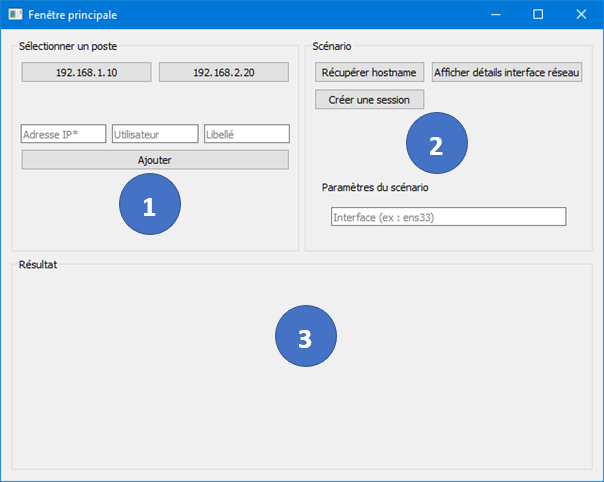 Fenêtre principale
Sélectionner un poste
192.168.1.10
192.168.2.20
Adresse IP*
Utilisateur
Libellé
Ajouter
1
Scénario
Récupérer hostname
Afficher détails interface réseau
Créer une session
2
Paramètres du scénario
Interface (ex : ens33)
Résultat
3